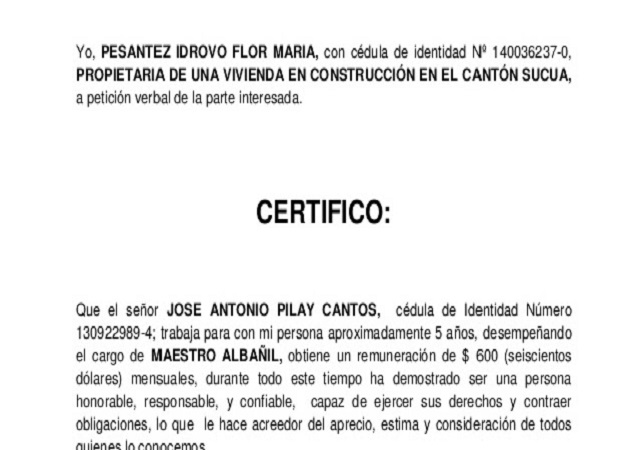 Yo, PESANTEZ IDROVO FLOR MARIA, con cédula de identidad Nº 140036237-0,
PROPIETARIA DE UNA VIVIENDA EN CONSTRUCCIÓN EN EL CANTÓN SUCUA,
a petición verbal de la parte interesada.
CERTIFICO:
Que el señor JOSE ANTONIO PILAY CANTOS, cédula de Identidad Número
130922989-4; trabaja para con mi persona aproximadamente 5 años, desempeñando
el cargo de MAESTRO ALBAÑIL, obtiene un remuneración de $ 600 (seiscientos
dólares) mensuales, durante todo este tiempo ha demostrado ser una persona
honorable, responsable, y confiable, capaz de ejercer sus derechos y contraer
obligaciones, lo que le hace acreedor del aprecio, estima y consideración de todos
quienes lo conocemos